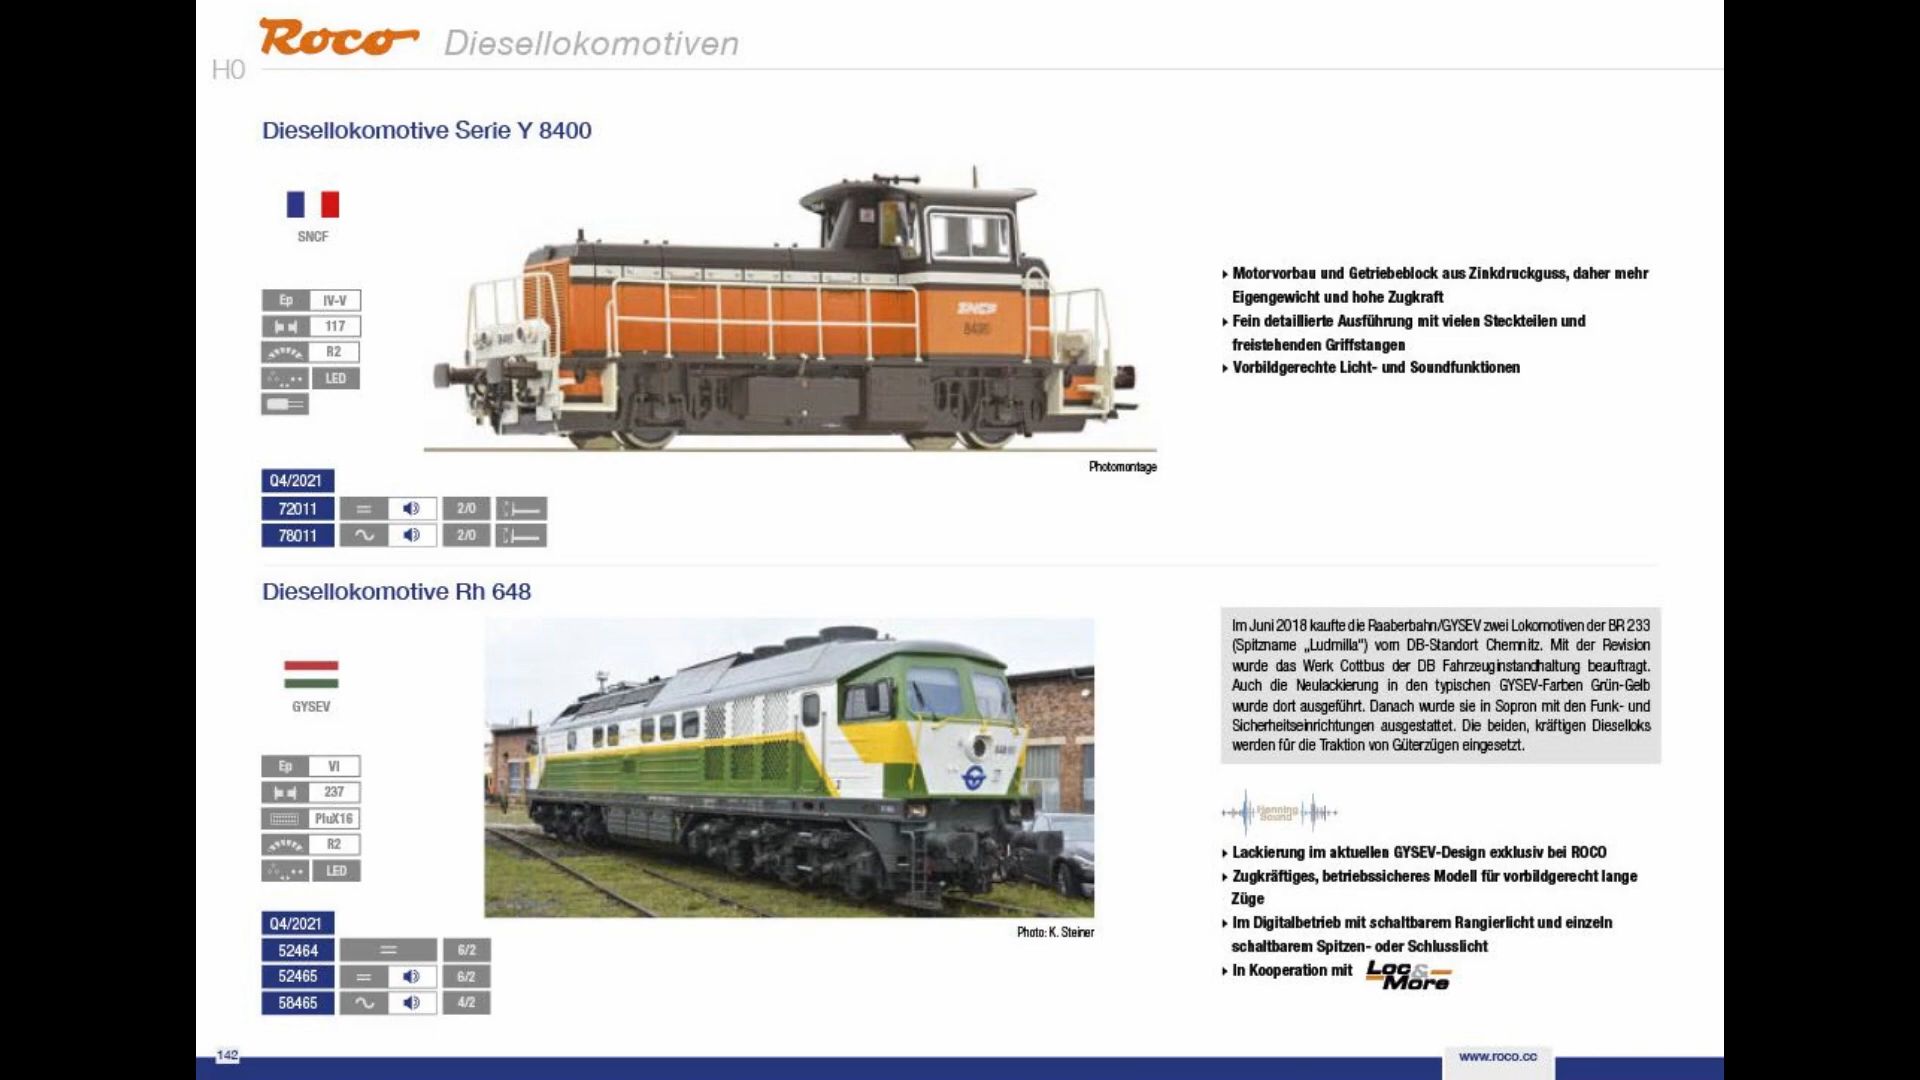 Roco Diesellokomotiven
H0
Diesellokomotive Serie Y 8400
SNCF
Ep IV-V
117
R2
LED
SNCF
Motorvorbau und Getriebeblock aus Zinkdruckguss, daher mehr
Eigengewicht und hohe Zugkraft
Fein detaillierte Ausführung mit vielen Steckteilen und
freistehenden Griffstangen
Vorbildgerechte Licht- und Soundfunktionen
Photomontage
Q4/2021
72011 2/0
78011 2/0
Diesellokomotive Rh 648
GYSEV
Ep VI
237
PluX16
R2
LED
Photo: K. Steiner
Q4/2021
52464 6/2
52465 6/2
58465 4/2
Im Juni 2018 kaufte die Raaberbahn/GYSEV zwei Lokomotiven der BR 233
(Spitzname „Ludmilla“) vom DB-Standort Chemnitz. Mit der Revision
wurde das Werk Cottbus der DB Fahrzeuginstandhaltung beauftragt.
Auch die Neulackierung in den typischen GYSEV-Farben Grün-Gelb
wurde dort ausgeführt. Danach wurde sie in Sopron mit den Funk- und
Sicherheitseinrichtungen ausgestattet. Die beiden, kräftigen Dieselloks
werden für die Traktion von Güterzügen eingesetzt.
Henning
Sound
Lackierung im aktuellen GYSEV-Design exklusiv bei ROCO
Zugkräftiges, betriebssicheres Modell für vorbildgerecht lange
Züge
Im Digitalbetrieb mit schaltbarem Rangierlicht und einzeln
schaltbarem Spitzen- oder Schlusslicht
In Kooperation mit Loc &
More
142
www.roco.cc